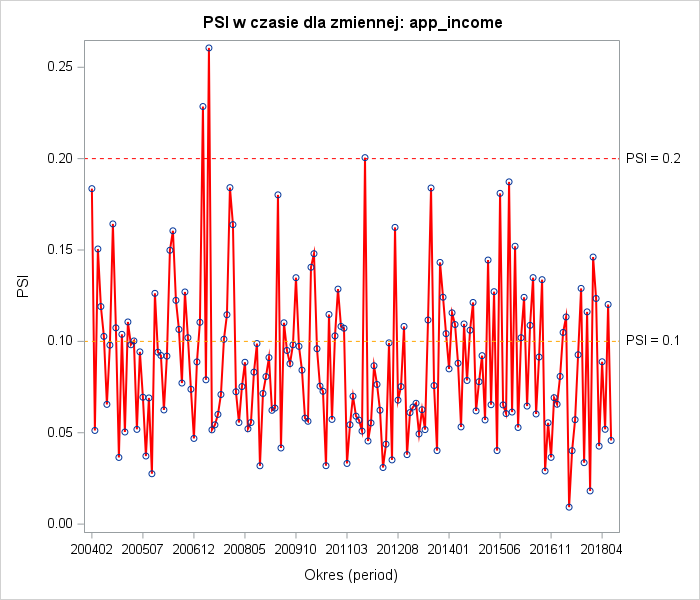 PSI w czasie dla zmiennej: app_income
0.25
0.20
PSI = 0.2
0.15
PSI
0.10
PSI = 0.1
0.05
0.00
200402 200507 200612 200805 200910 201103 201208 201401 201506 201611 201804
Okres (period)